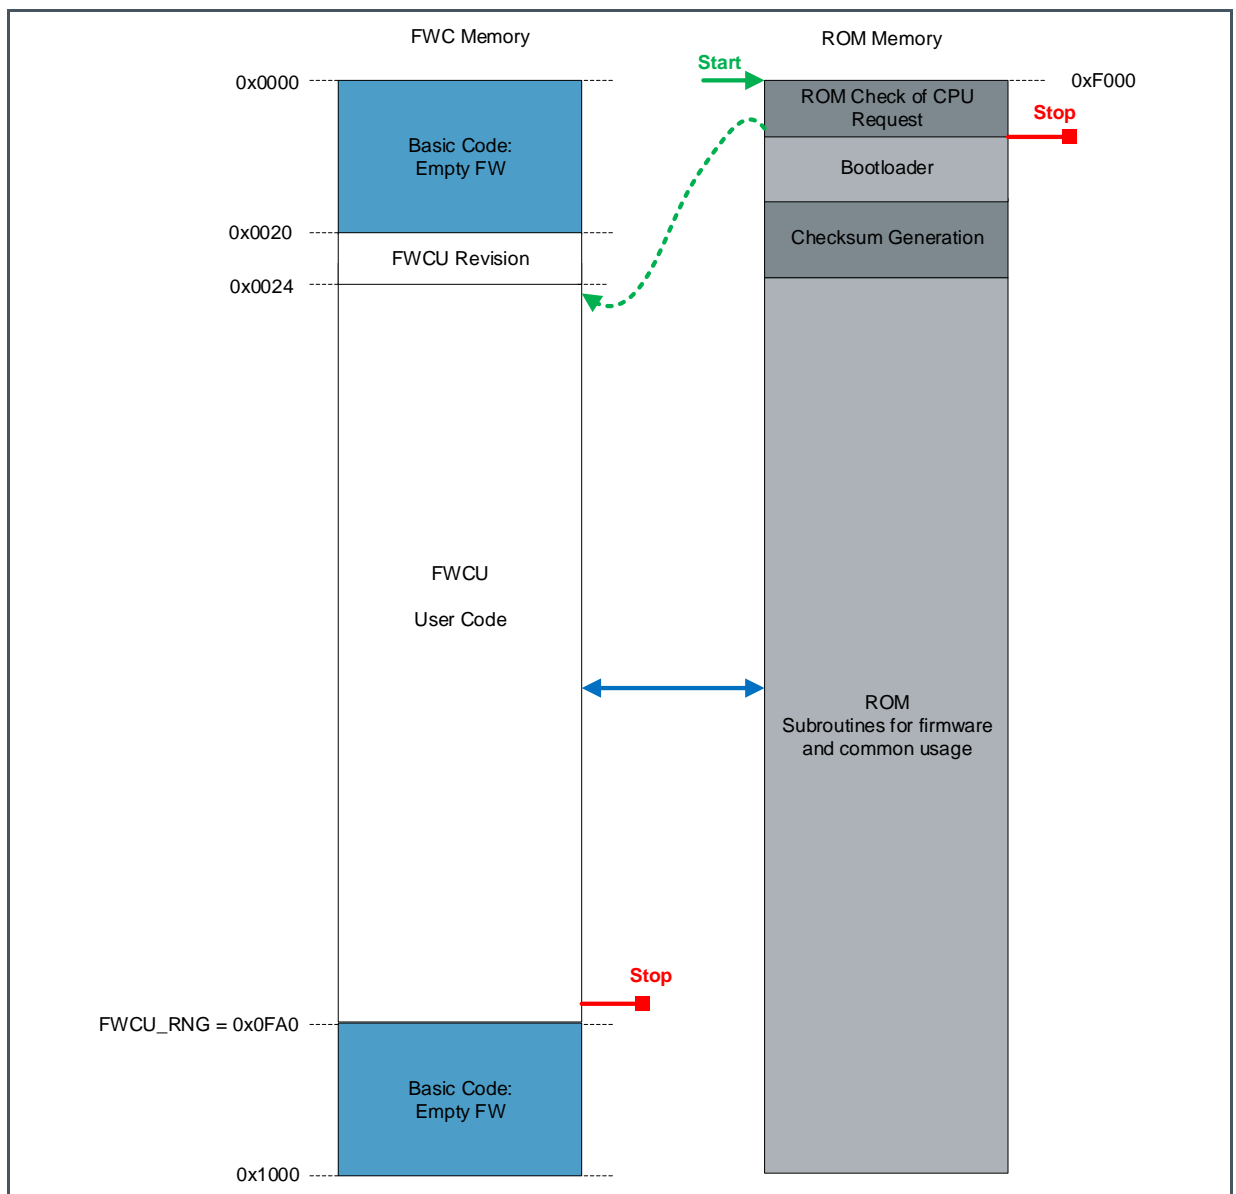 FWC Memory
ROM Memory
Start
0x0000
0xF000
ROM Check of CPU
Request
Stop
Basic Code:
Empty FW
Bootloader
0x0020
Checksum Generation
FWCU Revision
0x0024
FWCU
User Code
ROM
Subroutines for firmware
and common usage
Stop
FWCU_RNG = 0x0FA0
Basic Code:
Empty FW
0x1000